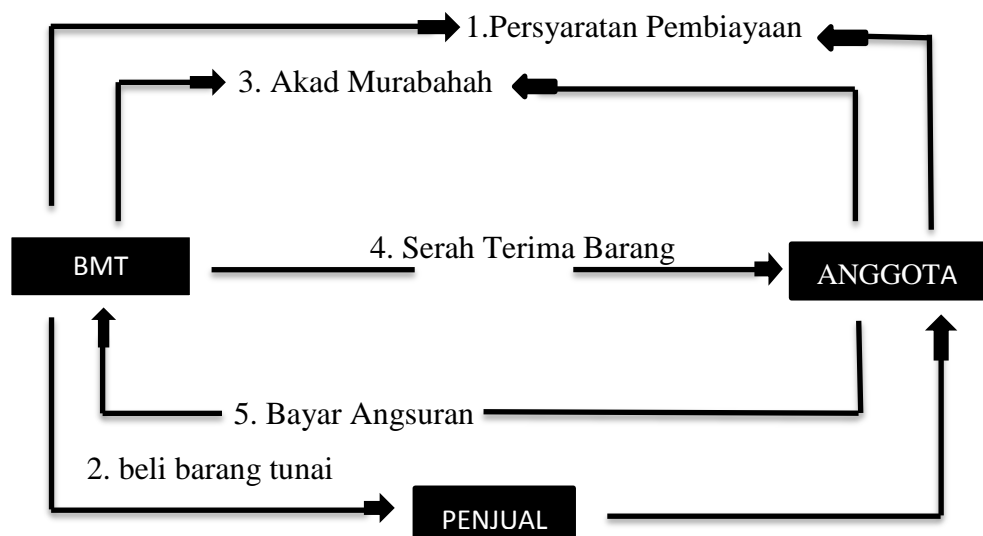 1.Persyaratan Pembiayaan
3. Akad Murabahah
4. Serah Terima Barang
BMT
ANGGOTA
5. Bayar Angsuran
2. beli barang tunai
PENJUAL